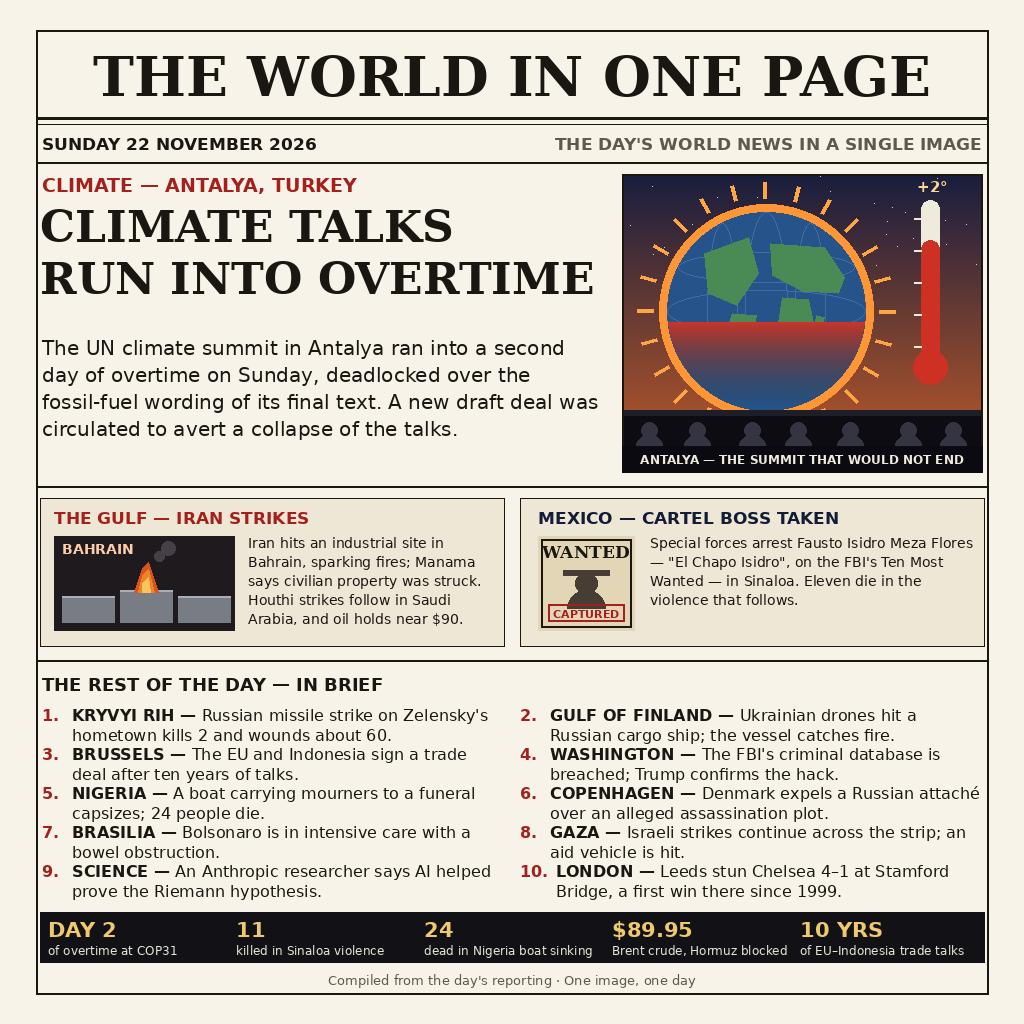 THE WORLD IN ONE PAGE
SUNDAY 22 NOVEMBER 2026
THE DAY'S WORLD NEWS IN A SINGLE IMAGE
CLIMATE — ANTALYA, TURKEY
CLIMATE TALKS
RUN INTO OVERTIME
The UN climate summit in Antalya ran into a second
day of overtime on Sunday, deadlocked over the
fossil-fuel wording of its final text. A new draft deal was
circulated to avert a collapse of the talks.
+2°
ANTALYA — THE SUMMIT THAT WOULD NOT END
THE GULF — IRAN STRIKES
BAHRAIN
Iran hits an industrial site in
Bahrain, sparking fires; Manama
says civilian property was struck.
Houthi strikes follow in Saudi
Arabia, and oil holds near $90.
MEXICO — CARTEL BOSS TAKEN
WANTED
CAPTURED
Special forces arrest Fausto Isidro Meza Flores
— "El Chapo Isidro", on the FBI's Ten Most
Wanted — in Sinaloa. Eleven die in the
violence that follows.
THE REST OF THE DAY — IN BRIEF
1. KRYVYI RIH — Russian missile strike on Zelensky's
hometown kills 2 and wounds about 60.
2. GULF OF FINLAND — Ukrainian drones hit a
Russian cargo ship; the vessel catches fire.
3. BRUSSELS — The EU and Indonesia sign a trade
deal after ten years of talks.
4. WASHINGTON — The FBI's criminal database is
breached; Trump confirms the hack.
5. NIGERIA — A boat carrying mourners to a funeral
capsizes; 24 people die.
6. COPENHAGEN — Denmark expels a Russian attaché
over an alleged assassination plot.
7. BRASILIA — Bolsonaro is in intensive care with a
bowel obstruction.
8. GAZA — Israeli strikes continue across the strip; an
aid vehicle is hit.
9. SCIENCE — An Anthropic researcher says AI helped
prove the Riemann hypothesis.
10. LONDON — Leeds stun Chelsea 4–1 at Stamford
Bridge, a first win there since 1999.
DAY 2
of overtime at COP31
11
killed in Sinaloa violence
24
dead in Nigeria boat sinking
$89.95
Brent crude, Hormuz blocked
10 YRS
of EU–Indonesia trade talks
Compiled from the day's reporting · One image, one day